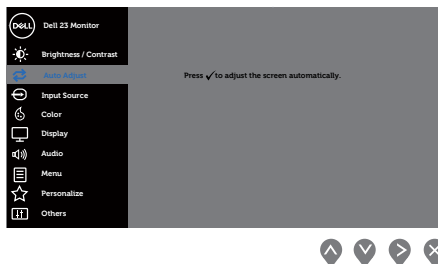 DELL
Dell 23 Monitor
Brightness / Contrast
Auto Adjust
Press ✓ to adjust the screen automatically.
Input Source
Color
Display
Audio
Menu
Personalize
Others